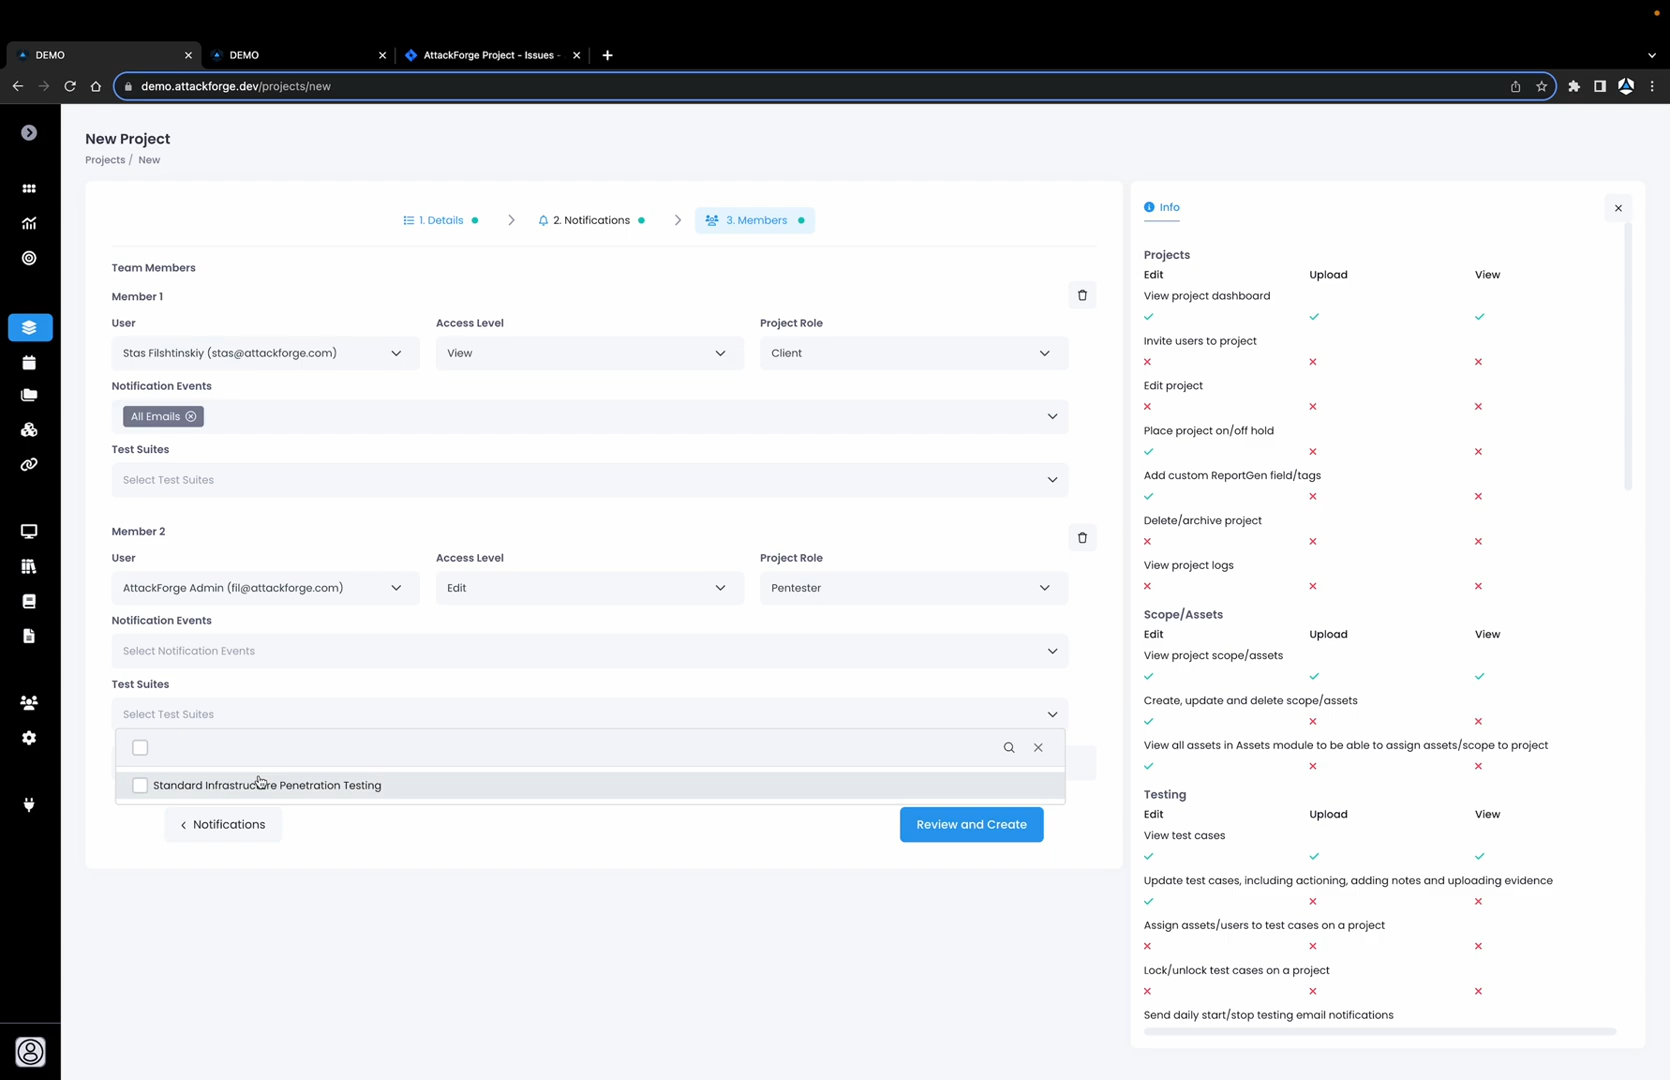 DEMO
DEMO
AttackForge Project - Issues -
demo.attackforge.dev/projects/new
New Project
Projects / New
1. Details
2. Notifications
3. Members
Team Members
Member 1
User
Access Level
Project Role
Stas Filshtinskiy (stas@attackforge.com)
View
Client
Notification Events
All Emails
Test Suites
Select Test Suites
Member 2
User
Access Level
Project Role
AttackForge Admin (fil@attackforge.com)
Edit
Pentester
Notification Events
Select Notification Events
Test Suites
Select Test Suites
Standard Infrastructure Penetration Testing
Notifications
Review and Create
Info
Projects
Edit Upload View
View project dashboard
Invite users to project
Edit project
Place project on/off hold
Add custom ReportGen field/tags
Delete/archive project
View project logs
Scope/Assets
Edit Upload View
View project scope/assets
Create, update and delete scope/assets
View all assets in Assets module to be able to assign assets/scope to project
Testing
Edit Upload View
View test cases
Update test cases, including actioning, adding notes and uploading evidence
Assign assets/users to test cases on a project
Lock/unlock test cases on a project
Send daily start/stop testing email notifications